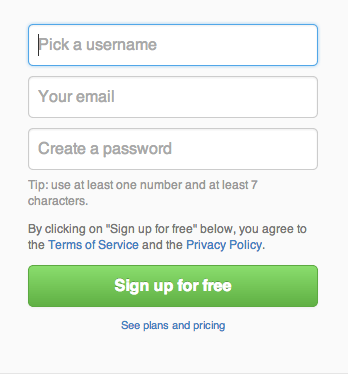 Pick a username
Your email
Create a password
Tip: use at least one number and at least 7
characters.
By clicking on "Sign up for free" below, you agree to
the Terms of Service and the Privacy Policy.
Sign up for free
See plans and pricing